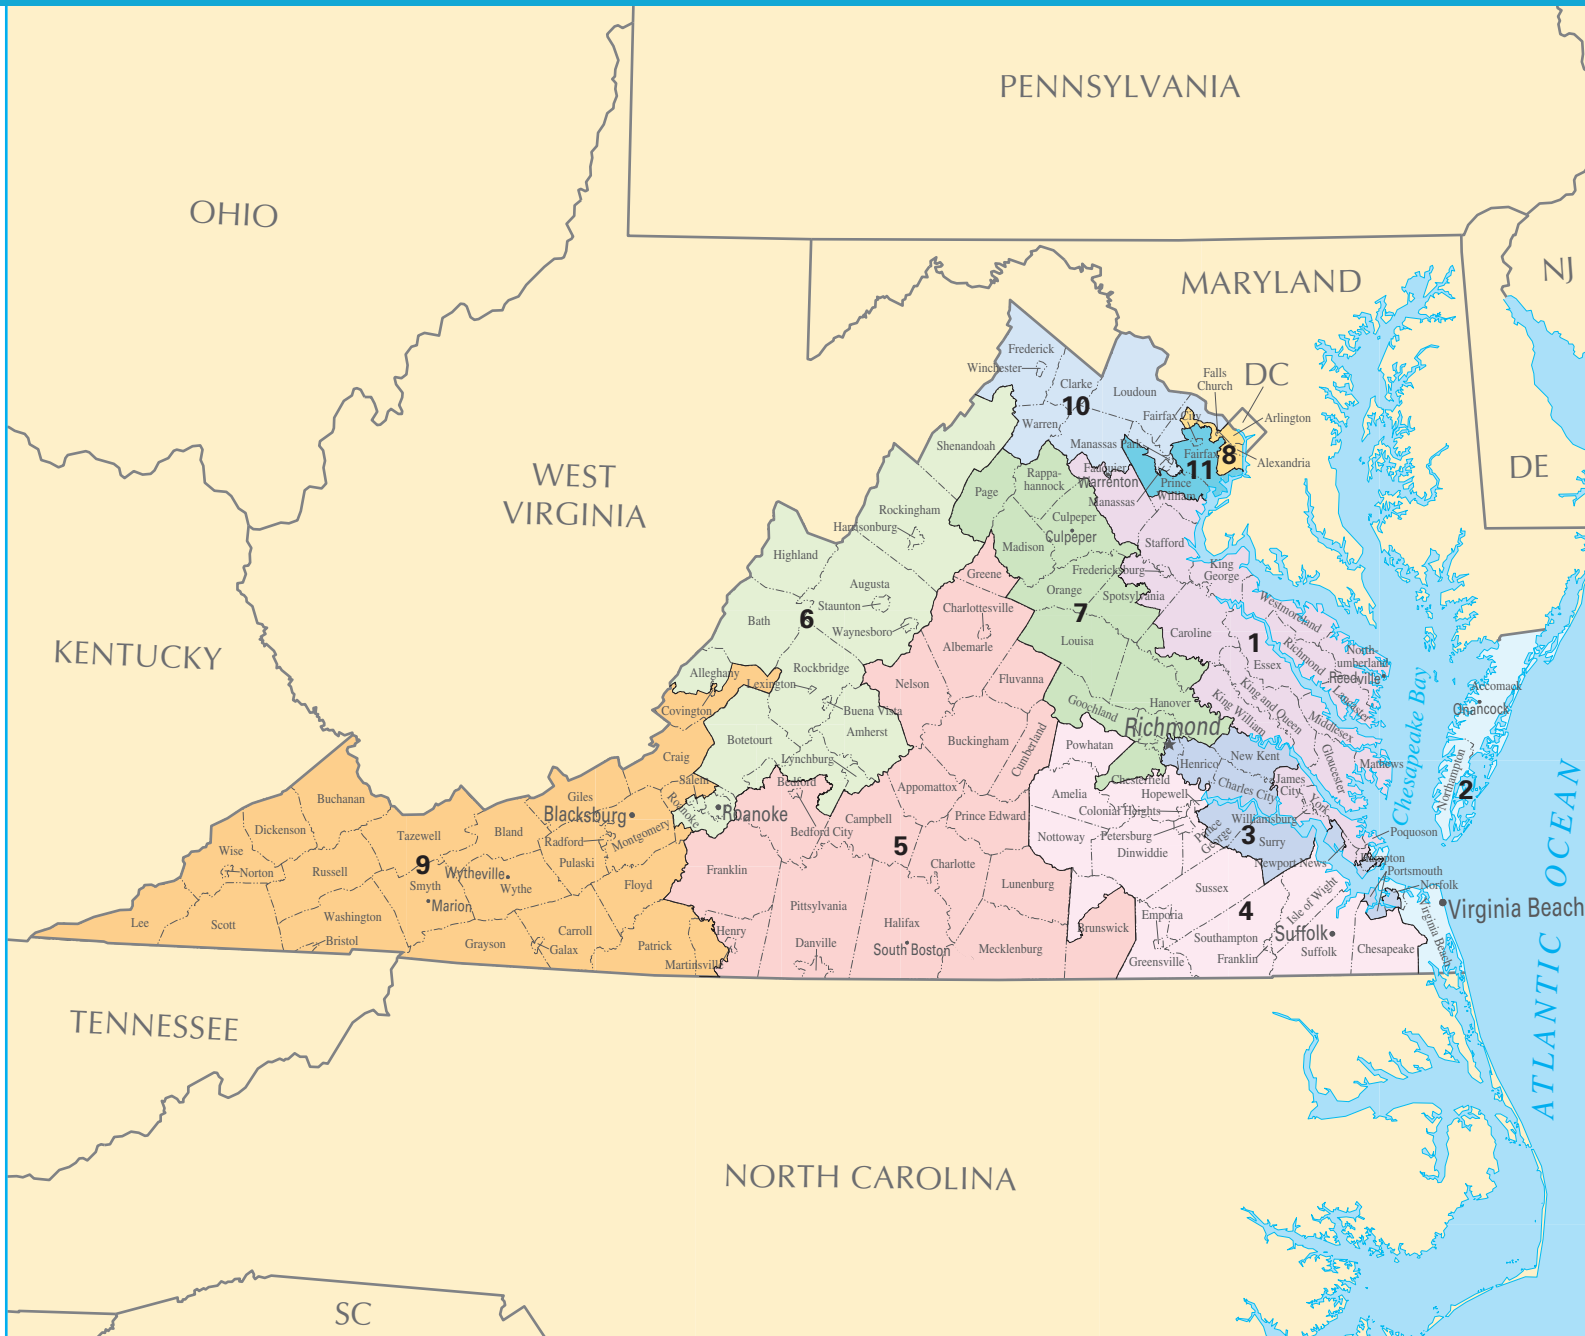 PENNSYLVANIA
OHIO
MARYLAND
NJ
Frederick
Winchester
Clarke
Loudoun
Falls
Church
DC
10
Fairfax City
Arlington
Warren
Manassas Park
Shenandoah
Fairfax
8
Alexandria
11
Fauquier
Warrenton
Prince
William
Manassas
DE
WEST
VIRGINIA
Rappa-
hannock
Page
Rockingham
Harrisonburg
Culpeper
Culpeper
Madison
Stafford
Highland
Fredericksburg
King
George
Greene
Augusta
Orange
Spotsylvania
Westmoreland
Staunton
Charlottesville
7
6
Bath
Waynesboro
Caroline
1
Richmond
Louisa
Albemarle
Essex
North-
umberland
Reedville
KENTUCKY
Rockbridge
Alleghany
Lexington
Nelson
Fluvanna
Lancaster
Accomack
Onancock
Covington
Buena Vista
Goochland
Hanover
King and Queen
King William
Middlesex
Chesapeake Bay
Richmond
Botetourt
Amherst
Buckingham
Cumberland
Powhatan
Craig
Lynchburg
Henrico
New Kent
Gloucester
Mathews
Salem
Bedford
Appomattox
Chesterfield
Charles City
James
City
Northampton
2
Buchanan
Giles
Roanoke
Amelia
Hopewell
York
Blacksburg
Roanoke
Colonial Heights
Dickenson
Tazewell
Bland
Radford
Montgomery
Bedford City
Campbell
Prince Edward
Nottoway
Petersburg
Prince
George
Williamsburg
Poquoson
Wise
Norton
Russell
9
Wytheville
Pulaski
5
Dinwiddie
3
Surry
Smyth
Wythe
Franklin
Charlotte
Newport News
Hampton
Portsmouth
Marion
Floyd
Lunenburg
Sussex
Norfolk
Lee
Scott
Washington
Pittsylvania
4
Isle of Wight
Virginia Beach
Virginia Beach
Bristol
Grayson
Carroll
Galax
Patrick
Henry
Halifax
Emporia
Brunswick
Danville
South Boston
Mecklenburg
Southampton
Suffolk
Suffolk
Chesapeake
Martinsville
Greensville
Franklin
ATLANTIC OCEAN
TENNESSEE
NORTH CAROLINA
SC